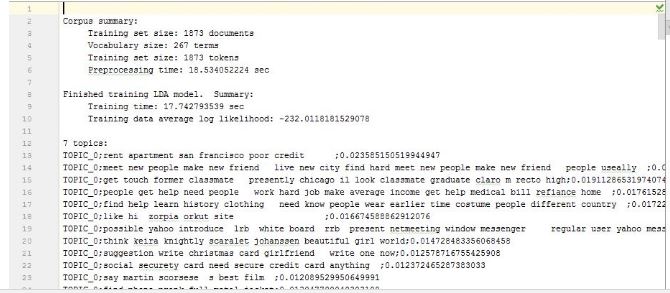 1
2 Corpus summary:
3 Training set size: 1873 documents
4 Vocabulary size: 267 terms
5 Training set size: 1873 tokens
6 Preprocessing time: 18.534052224 sec
7
8 Finished training LDA model.  Summary:
9 Training time: 17.742793539 sec
10 Training data average log likelihood: -232.0118181529078
11
12 7 topics:
13 TOPIC_0;rent apartment san francisco poor credit ;0.023585150519944947
14 TOPIC_0;meet new people make new friend live new city find hard meet new people make new friend people useally ;0.0
15 TOPIC_0;get touch former classmate presently chicago il look classmate graduate claro m recto high;0.01911286531974074
16 TOPIC_0;people get help need people work hard job make average income get help medical bill refiance home ;0.01761528
17 TOPIC_0;find help learn history clothing need know people wear earlier time costume people different country ;0.01722
18 TOPIC_0;like hi zorpia orkut site ;0.016674588862912076
19 TOPIC_0;possible yahoo introduce lrb white board rrb present netmeeting window messenger regular user yahoo mess
20 TOPIC_0;think keira knightly scaralet johanssen beautiful girl world;0.014728483356068458
21 TOPIC_0;suggestion write christmas card girlfriend write one now;0.012578716755425908
22 TOPIC_0;social securety card need secure credit card anything ;0.012372465287383033
23 TOPIC_0;say martin scorsese s best film ;0.012089529950649991